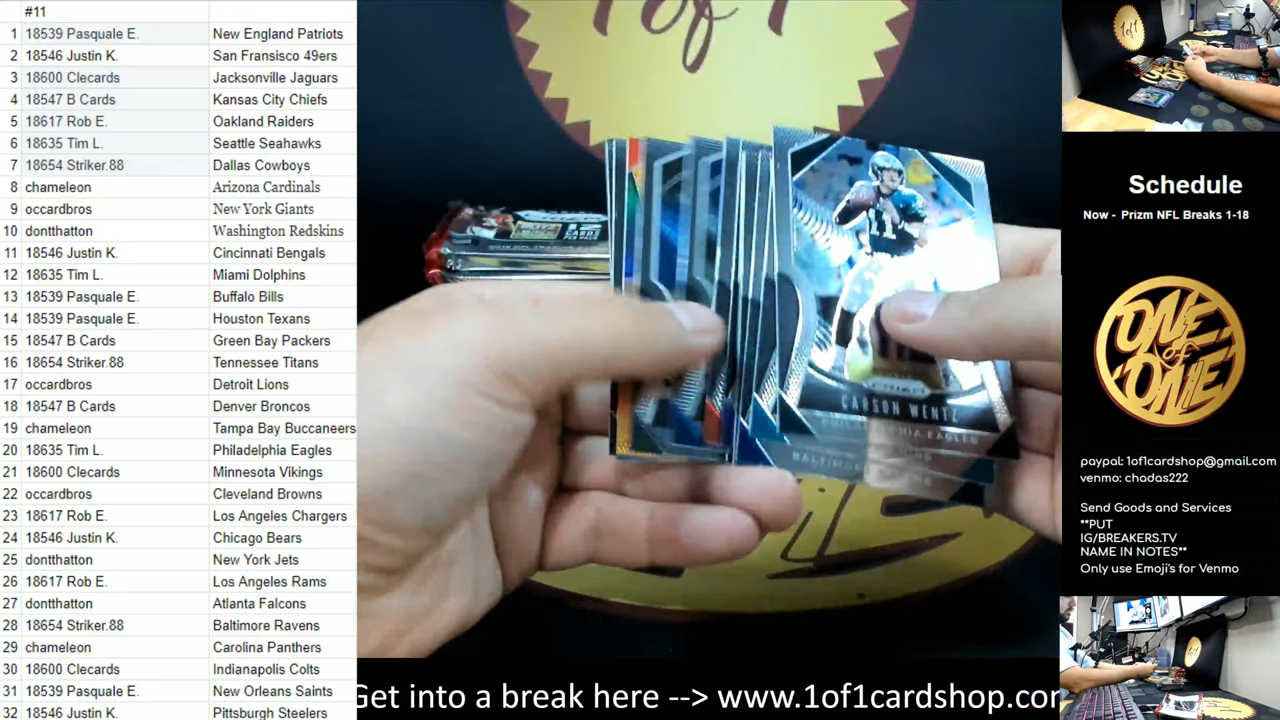 #11
1 18539 Pasquale E. New England Patriots
2 18546 Justin K. San Fransisco 49ers
3 18600 Clecards Jacksonville Jaguars
4 18547 B Cards Kansas City Chiefs
5 18617 Rob E. Oakland Raiders
6 18635 Tim L. Seattle Seahawks
7 18654 Striker.88 Dallas Cowboys
8 chameleon Arizona Cardinals
9 occardbros New York Giants
10 dontthatton Washington Redskins
11 18546 Justin K. Cincinnati Bengals
12 18635 Tim L. Miami Dolphins
13 18539 Pasquale E. Buffalo Bills
14 18539 Pasquale E. Houston Texans
15 18547 B Cards Green Bay Packers
16 18654 Striker.88 Tennessee Titans
17 occardbros Detroit Lions
18 18547 B Cards Denver Broncos
19 chameleon Tampa Bay Buccaneers
20 18635 Tim L. Philadelphia Eagles
21 18600 Clecards Minnesota Vikings
22 occardbros Cleveland Browns
23 18617 Rob E. Los Angeles Chargers
24 18546 Justin K. Chicago Bears
25 dontthatton New York Jets
26 18617 Rob E. Los Angeles Rams
27 dontthatton Atlanta Falcons
28 18654 Striker.88 Baltimore Ravens
29 chameleon Carolina Panthers
30 18600 Clecards Indianapolis Colts
31 18539 Pasquale E. New Orleans Saints
32 18546 Justin K. Pittsburgh Steelers
1 of 1
12
CARDS
PER PACK
11
CARSON WENTZ
EAGLES
Get into a break here --> www.1of1cardshop.com
Schedule
Now - Prizm NFL Breaks 1-18
ONE
of
ONE
paypal: 1of1cardshop@gmail.com
venmo: chadas222
Send Goods and Services
**PUT
IG/BREAKERS.TV
NAME IN NOTES**
Only use Emoji's for Venmo